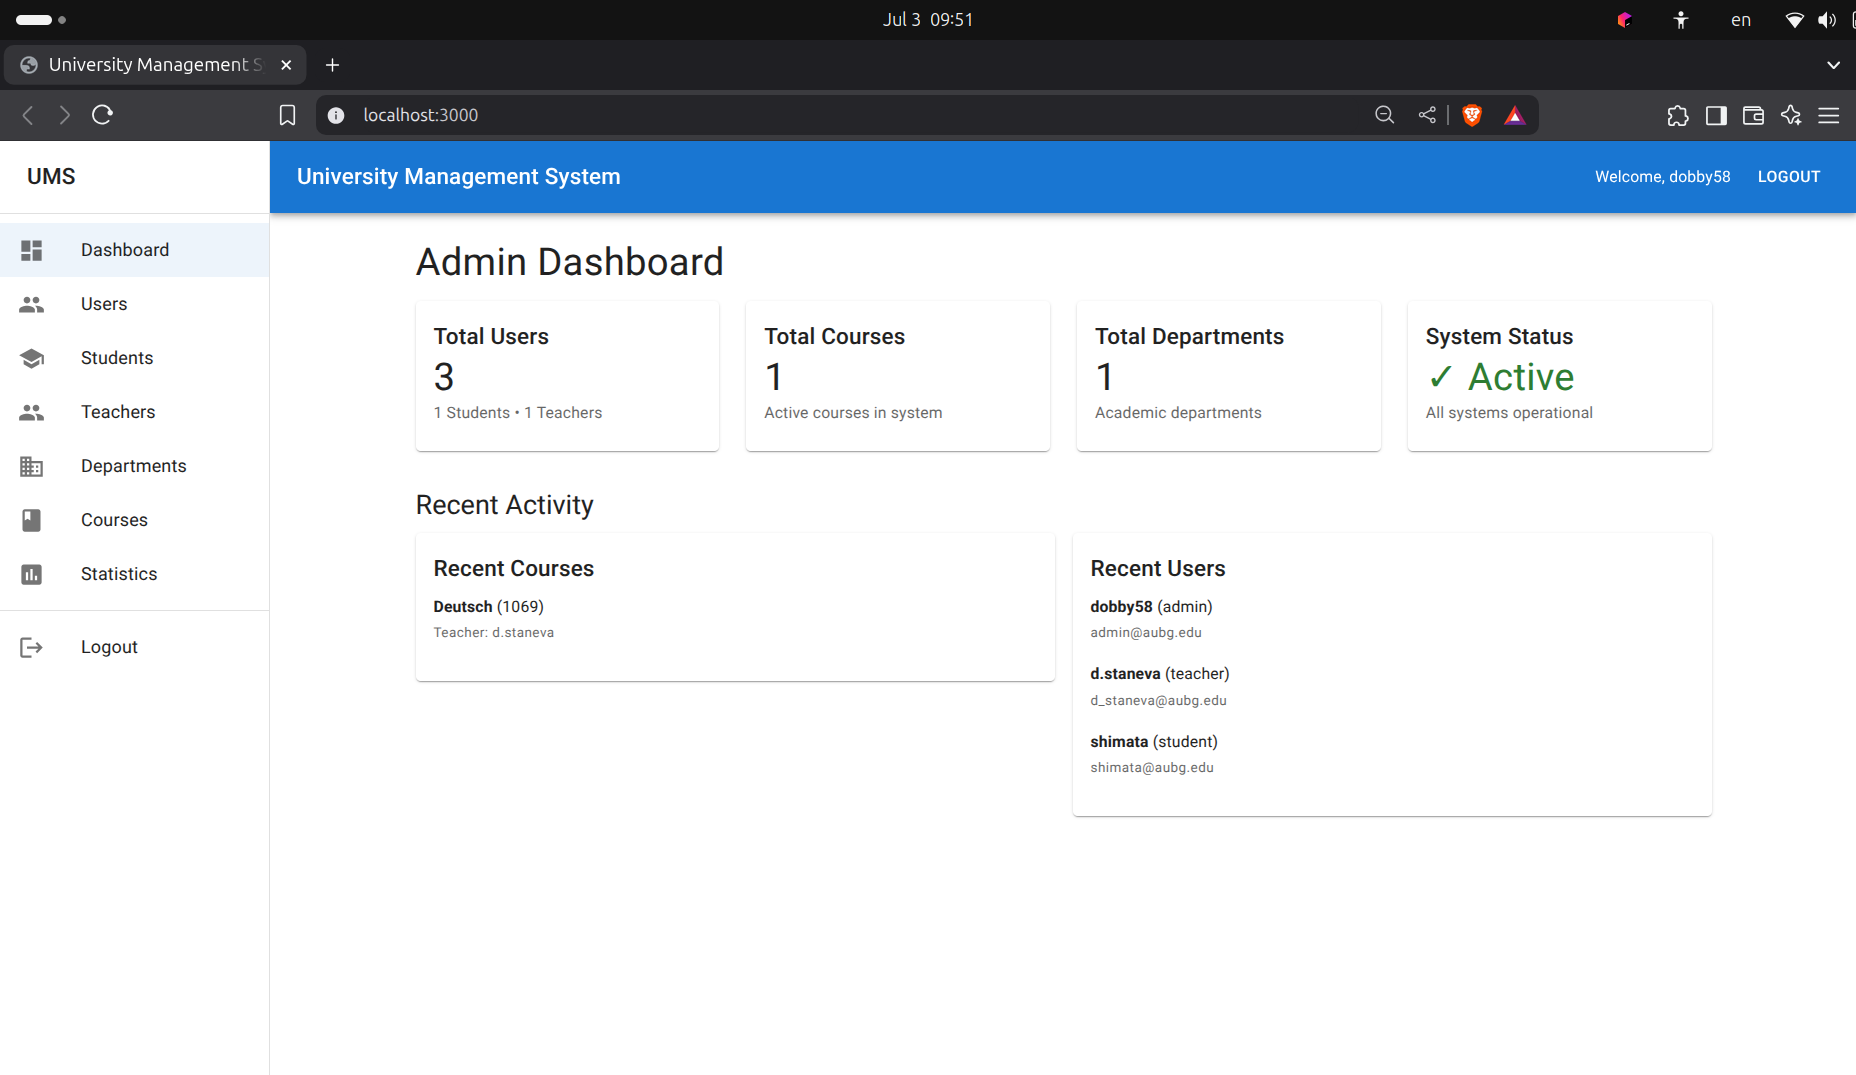 Jul 3 09:51
en
University Management S
localhost:3000
UMS
University Management System
Welcome, dobby58
LOGOUT
Dashboard
Users
Students
Teachers
Departments
Courses
Statistics
Logout
Admin Dashboard
Total Users
3
1 Students • 1 Teachers
Total Courses
1
Active courses in system
Total Departments
1
Academic departments
System Status
✓ Active
All systems operational
Recent Activity
Recent Courses
Deutsch (1069)
Teacher: d.staneva
Recent Users
dobby58 (admin)
admin@aubg.edu
d.staneva (teacher)
d_staneva@aubg.edu
shimata (student)
shimata@aubg.edu